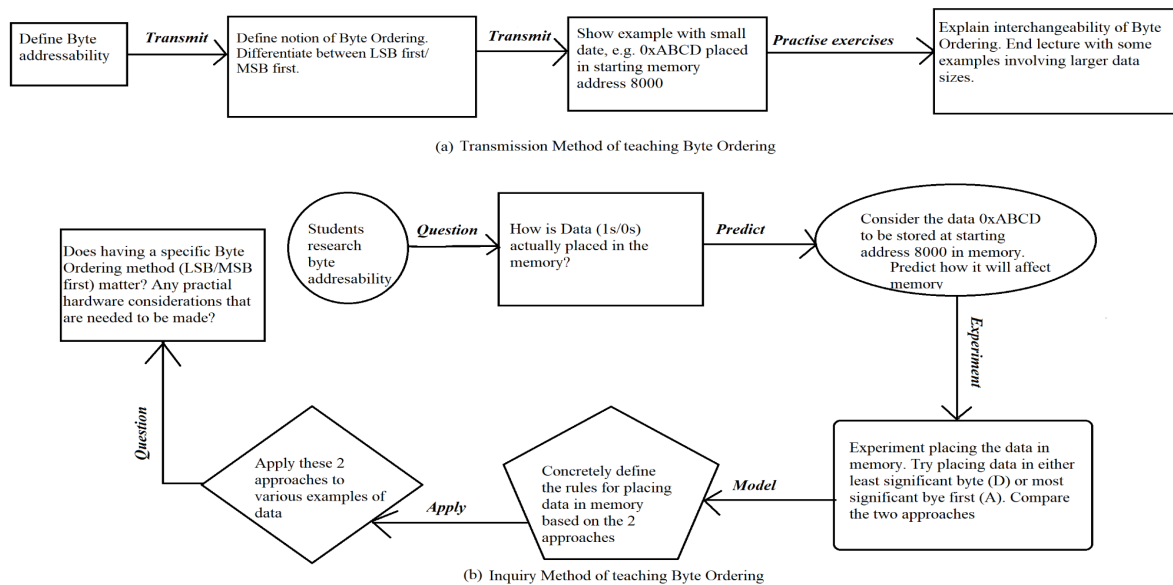 Define Byte
addressability
Transmit
Define notion of Byte Ordering.
Differentiate between LSB first/
MSB first.
Transmit
Show example with small
date, e.g. 0xABCD placed
in starting memory
address 8000
Practise exercises
Explain interchangeability of Byte
Ordering. End lecture with some
examples involving larger data
sizes.
(a) Transmission Method of teaching Byte Ordering
Students
research
byte
addresability
Question
How is Data (1s/0s)
actually placed in the
memory?
Predict
Consider the data 0xABCD
to be stored at starting
address 8000 in memory.
Predict how it will affect
memory
Experiment
Experiment placing the data in
memory. Try placing data in either
least significant byte (D) or most
significant bye first (A). Compare
the two approaches
Model
Concretely define
the rules for placing
data in memory
based on the 2
approaches
Apply
Apply these 2
approaches to
various examples of
data
Question
Does having a specific Byte
Ordering method (LSB/MSB
first) matter? Any practial
hardware considerations that
are needed to be made?
(b) Inquiry Method of teaching Byte Ordering